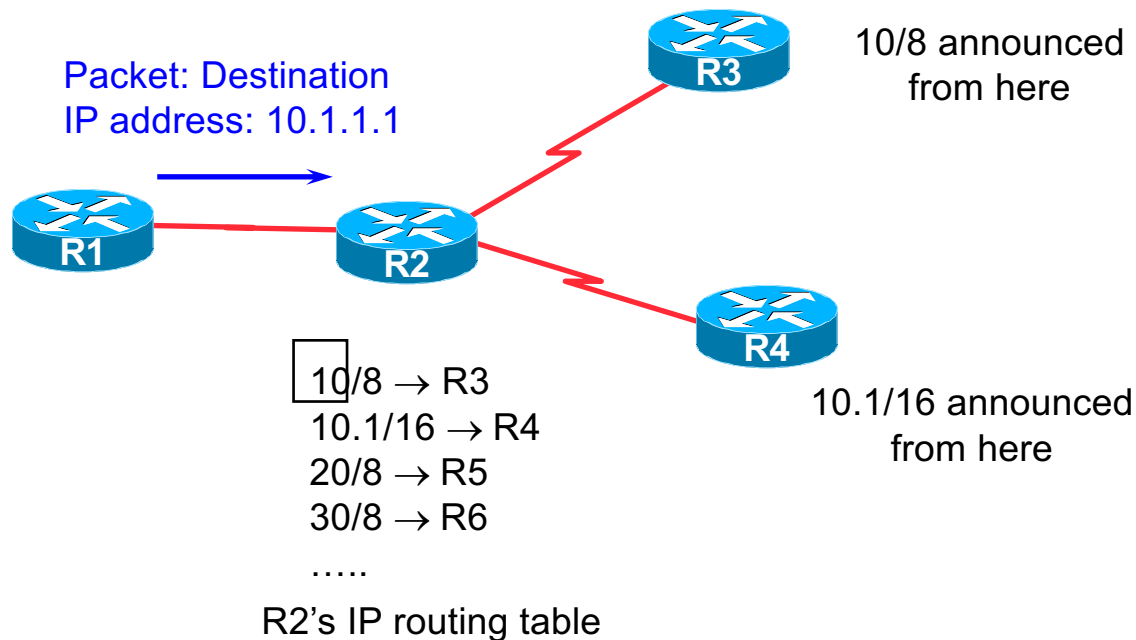 Packet: Destination
IP address: 10.1.1.1
R3
10/8 announced
from here
R1
R2
R4
10.1/16 announced
from here
10/8 → R3
10.1/16 → R4
20/8 → R5
30/8 → R6
…..
R2’s IP routing table